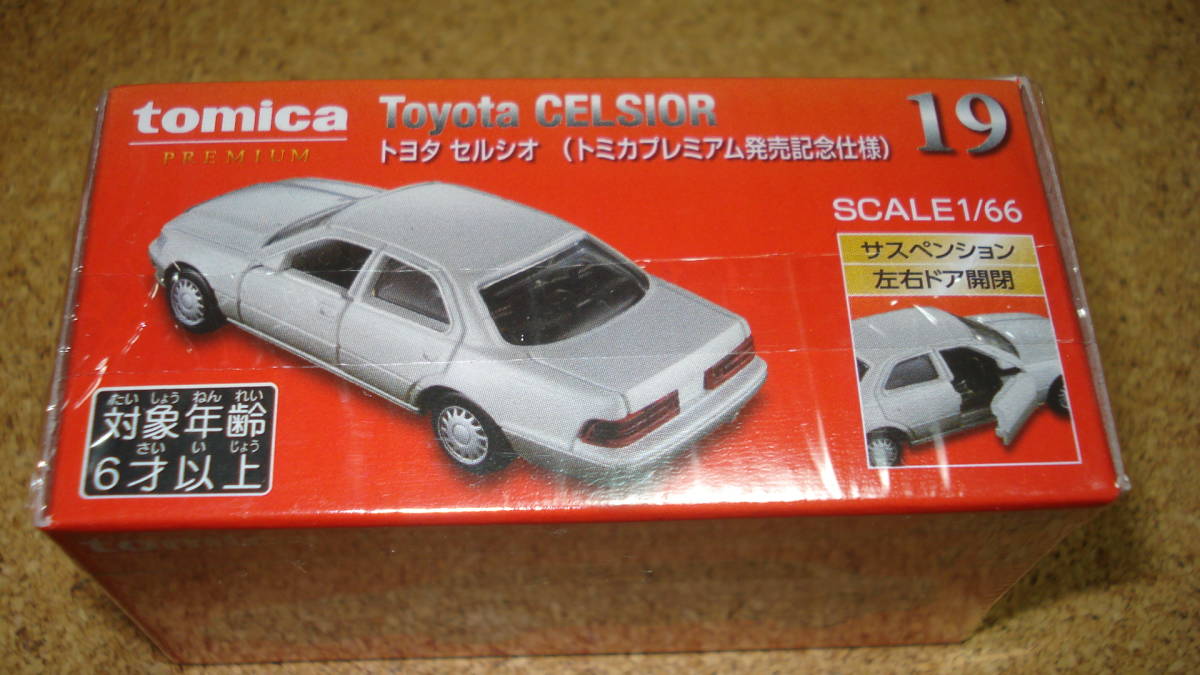 tomica
PREMIUM
Toyota CELSIOR
トヨタ セルシオ （トミカプレミアム発売記念仕様）
19
SCALE1/66
サスペンション
左右ドア開閉
たい しょう ねん れい
対象年齢
さい い じょう
6才以上